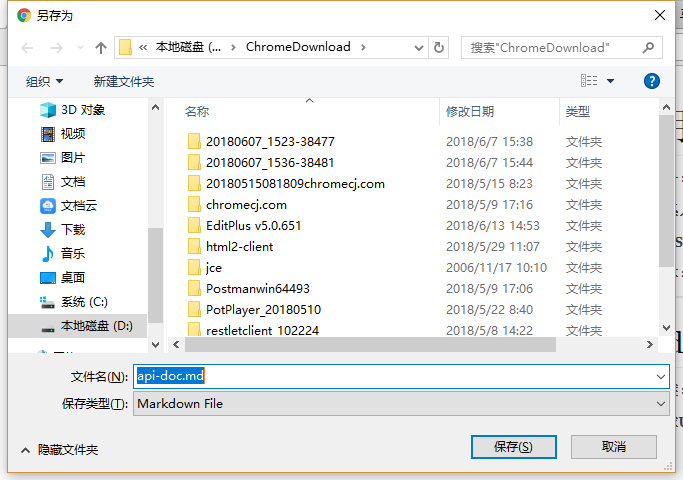 另存为
« 本地磁盘 (... › ChromeDownload ›
搜索"ChromeDownload"
组织 新建文件夹
名称 修改日期 类型
3D 对象
视频
图片
文档
文档云
下载
音乐
桌面
系统 (C:)
本地磁盘 (D:)
20180607_1523-38477 2018/6/7 15:38 文件夹
20180607_1536-38481 2018/6/7 15:44 文件夹
20180515081809chromecj.com 2018/5/15 8:23 文件夹
chromecj.com 2018/5/9 17:16 文件夹
EditPlus v5.0.651 2018/6/13 14:53 文件夹
html2-client 2018/5/29 11:07 文件夹
jce 2006/11/17 10:10 文件夹
Postmanwin64493 2018/5/9 17:06 文件夹
PotPlayer_20180510 2018/5/22 8:40 文件夹
restletclient_102224 2018/5/8 14:22 文件夹
文件名(N): api-doc.md
保存类型(T): Markdown File
隐藏文件夹
保存(S) 取消